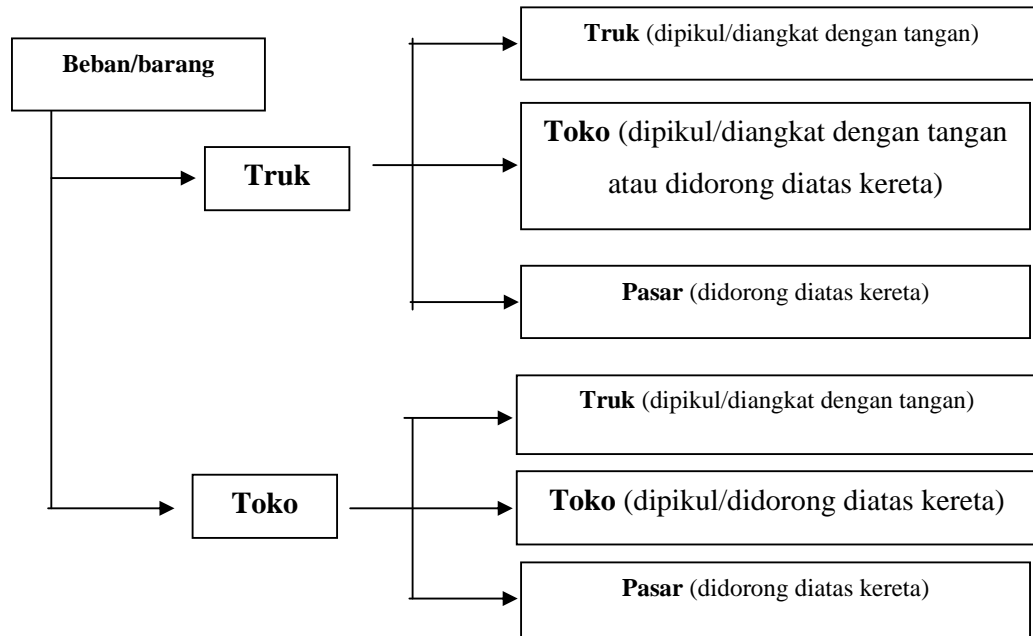 Beban/barang
Truk
Truk (dipikul/diangkat dengan tangan)
Toko (dipikul/diangkat dengan tangan
atau didorong diatas kereta)
Pasar (didorong diatas kereta)
Toko
Truk (dipikul/diangkat dengan tangan)
Toko (dipikul/didorong diatas kereta)
Pasar (didorong diatas kereta)